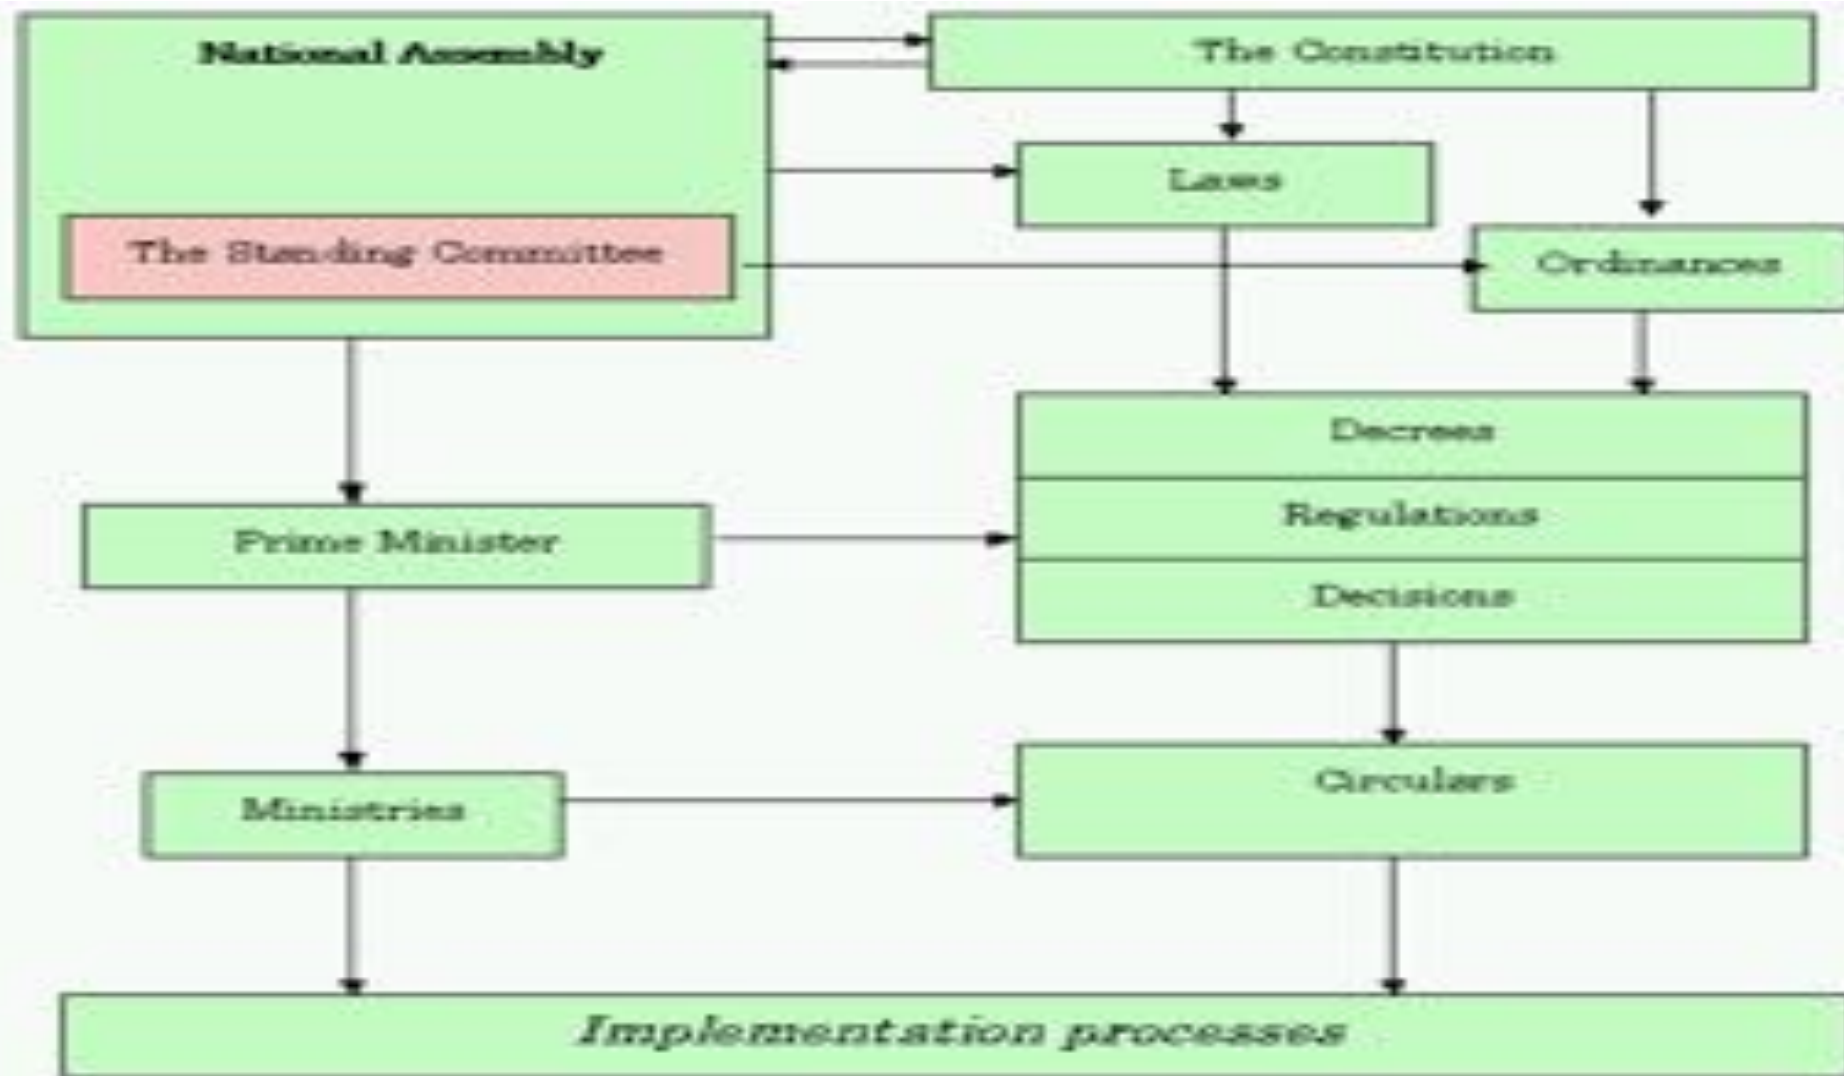 National Assembly
The Constitution
Laws
The Standing Committee
Ordinances
Decrees
Regulations
Prime Minister
Decisions
Circulars
Ministries
Implementation processes